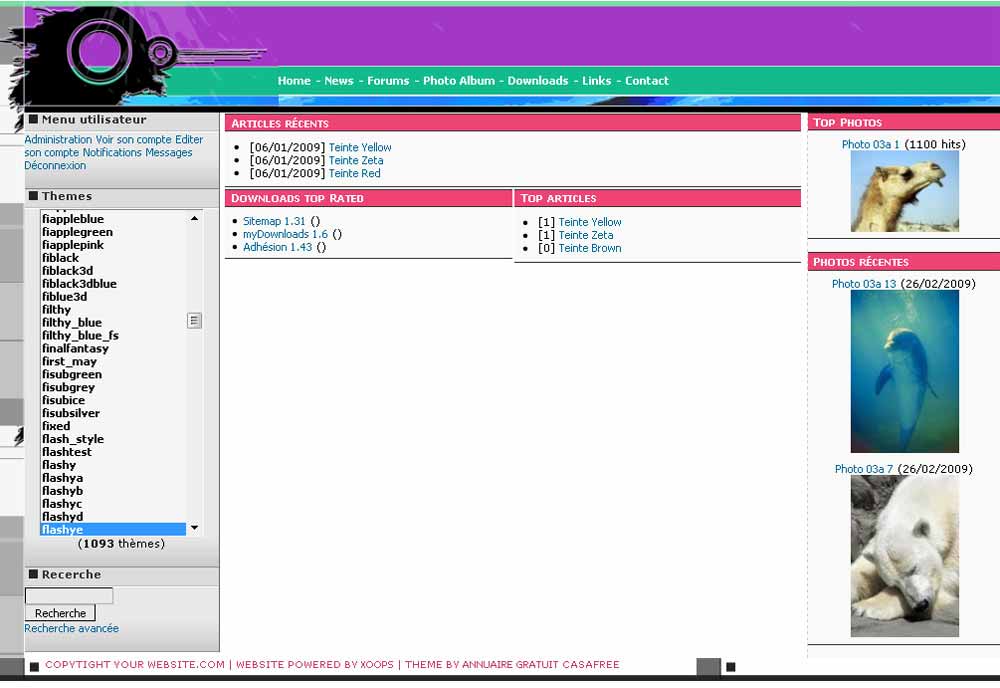 Home - News - Forums - Photo Album - Downloads - Links - Contact
Menu utilisateur
Administration Voir son compte Editer
son compte Notifications Messages
Déconnexion
Themes
fiappleblue
fiapplegreen
fiapplepink
fiblack
fiblack3d
fiblack3dblue
fiblue3d
filthy
filthy_blue
filthy_blue_fs
finalfantasy
first_may
fisubgreen
fisubgrey
fisubice
fisubsilver
fixed
flash_style
flashtest
flashy
flashya
flashyb
flashyc
flashyd
flashye
(1093 thèmes)
Recerche
Recherche
Recherche avancée
Articles récents
[06/01/2009] Teinte Yellow
[06/01/2009] Teinte Zeta
[06/01/2009] Teinte Red
Downloads top Rated
Sitemap 1.31 ()
myDownloads 1.6 ()
Adhésion 1.43 ()
Top articles
[1] Teinte Yellow
[1] Teinte Zeta
[0] Teinte Brown
Top Photos
Photo 03a 1 (1100 hits)
Photos récentes
Photo 03a 13 (26/02/2009)
Photo 03a 7 (26/02/2009)
COPYTIGHT YOUR WEBSITE.COM | WEBSITE POWERED BY XOOPS | THEME BY ANNUAIRE GRATUIT CASAFREE